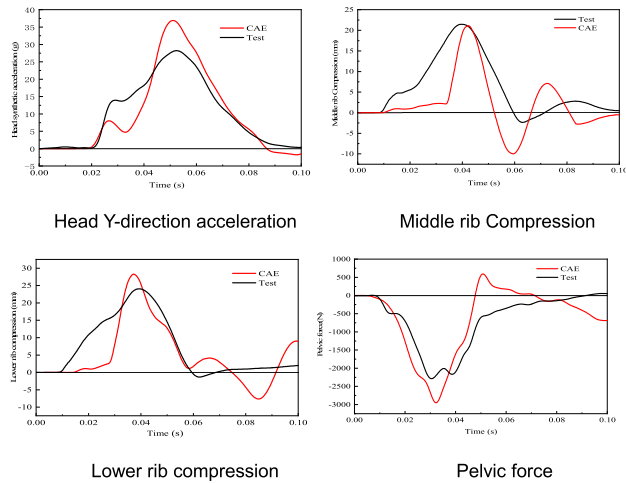 40
35
30
25
20
15
10
5
0
-5
Head synthetic acceleration (g)
CAE
Test
0.00 0.02 0.04 0.06 0.08 0.10
Time (s)
Head Y-direction acceleration
25
20
15
10
5
0
-5
-10
Middle rib Compression (mm)
Test
CAE
0.00 0.02 0.04 0.06 0.08 0.10
Time (s)
Middle rib Compression
30
25
20
15
10
5
0
-5
-10
Lower rib compression (mm)
CAE
Test
0.00 0.02 0.04 0.06 0.08 0.10
Time (s)
Lower rib compression
1000
500
0
-500
-1000
-1500
-2000
-2500
-3000
Pelvic force(N)
CAE
Test
0.00 0.02 0.04 0.06 0.08 0.10
Time (s)
Pelvic force